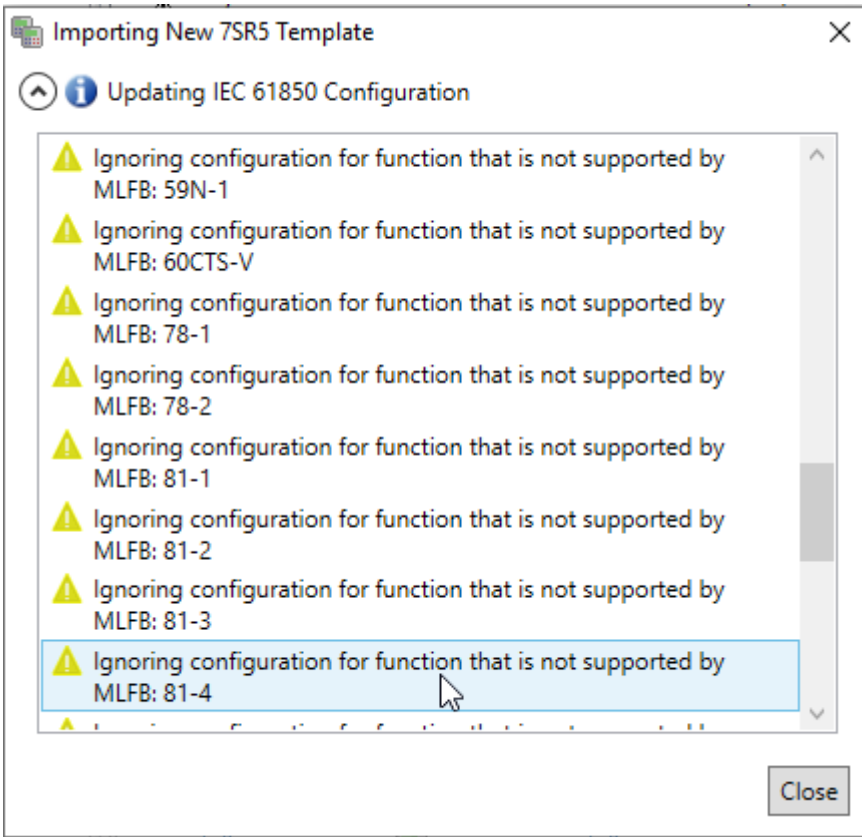 Importing New 7SR5 Template
Updating IEC 61850 Configuration
Ignoring configuration for function that is not supported by
MLFB: 59N-1
Ignoring configuration for function that is not supported by
MLFB: 60CTS-V
Ignoring configuration for function that is not supported by
MLFB: 78-1
Ignoring configuration for function that is not supported by
MLFB: 78-2
Ignoring configuration for function that is not supported by
MLFB: 81-1
Ignoring configuration for function that is not supported by
MLFB: 81-2
Ignoring configuration for function that is not supported by
MLFB: 81-3
Ignoring configuration for function that is not supported by
MLFB: 81-4
Close